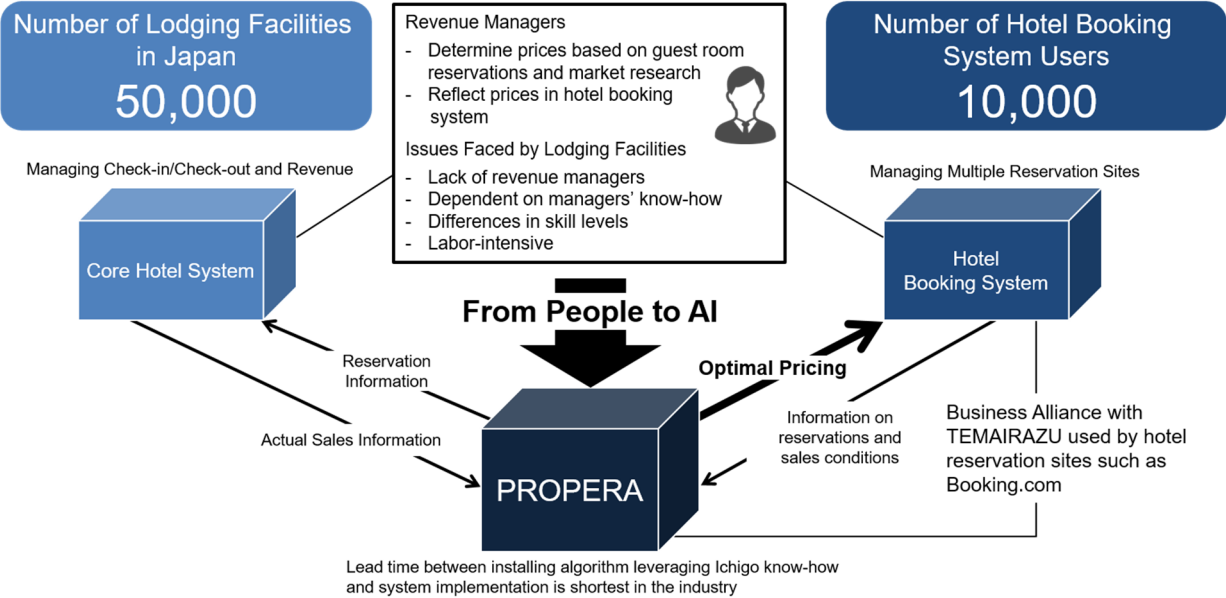 Number of Lodging Facilities
in Japan
50,000
Revenue Managers
- Determine prices based on guest room
reservations and market research
- Reflect prices in hotel booking
system
Issues Faced by Lodging Facilities
- Lack of revenue managers
- Dependent on managers’ know-how
- Differences in skill levels
- Labor-intensive
Number of Hotel Booking
System Users
10,000
Managing Check-in/Check-out and Revenue
Core Hotel System
Managing Multiple Reservation Sites
Hotel
Booking System
From People to AI
Reservation
Information
Actual Sales Information
Optimal Pricing
Information on
reservations and
sales conditions
Business Alliance with
TEMAIRAZU used by hotel
reservation sites such as
Booking.com
PROPERA
Lead time between installing algorithm leveraging Ichigo know-how
and system implementation is shortest in the industry